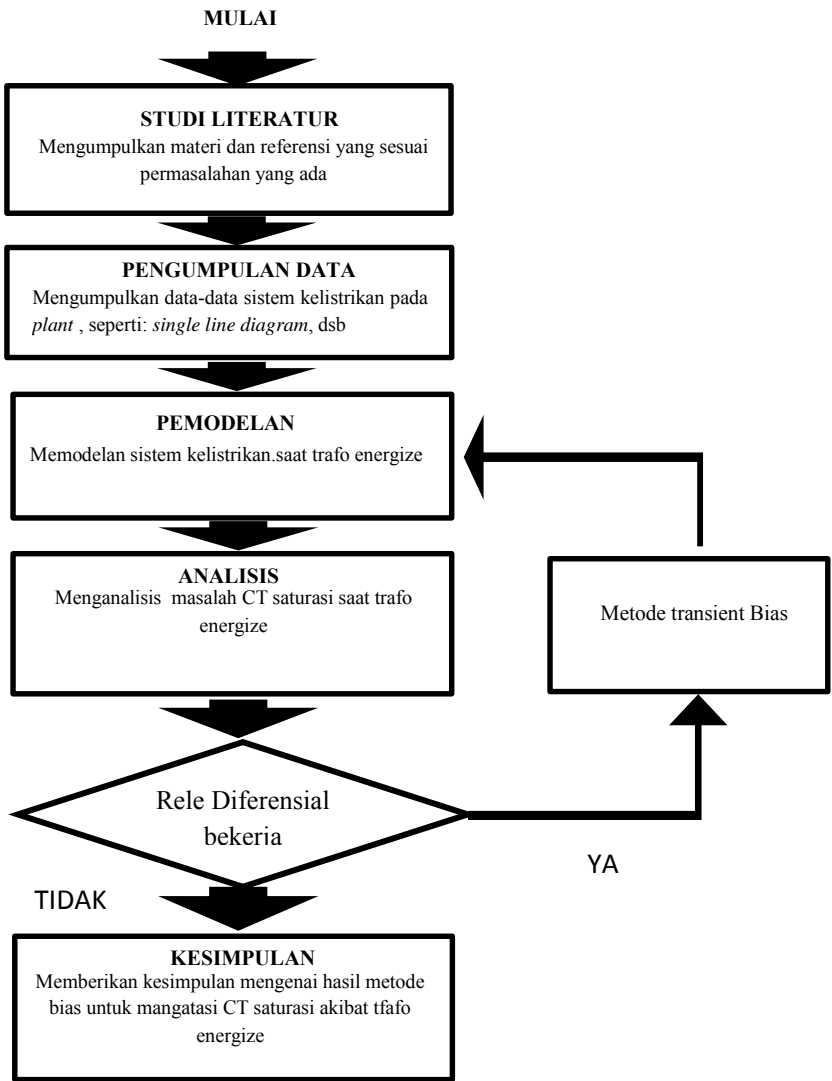 MULAI
STUDI LITERATUR
Mengumpulkan materi dan referensi yang sesuai
permasalahan yang ada
PENGUMPULAN DATA
Mengumpulkan data-data sistem kelistrikan pada
plant , seperti: single line diagram, dsb
PEMODELAN
Memodelan sistem kelistrikan.saat trafo energize
ANALISIS
Menganalisis masalah CT saturasi saat trafo
energize
Metode transient Bias
Rele Diferensial
bekerja
YA
TIDAK
KESIMPULAN
Memberikan kesimpulan mengenai hasil metode
bias untuk mangatasi CT saturasi akibat tfafo
energize